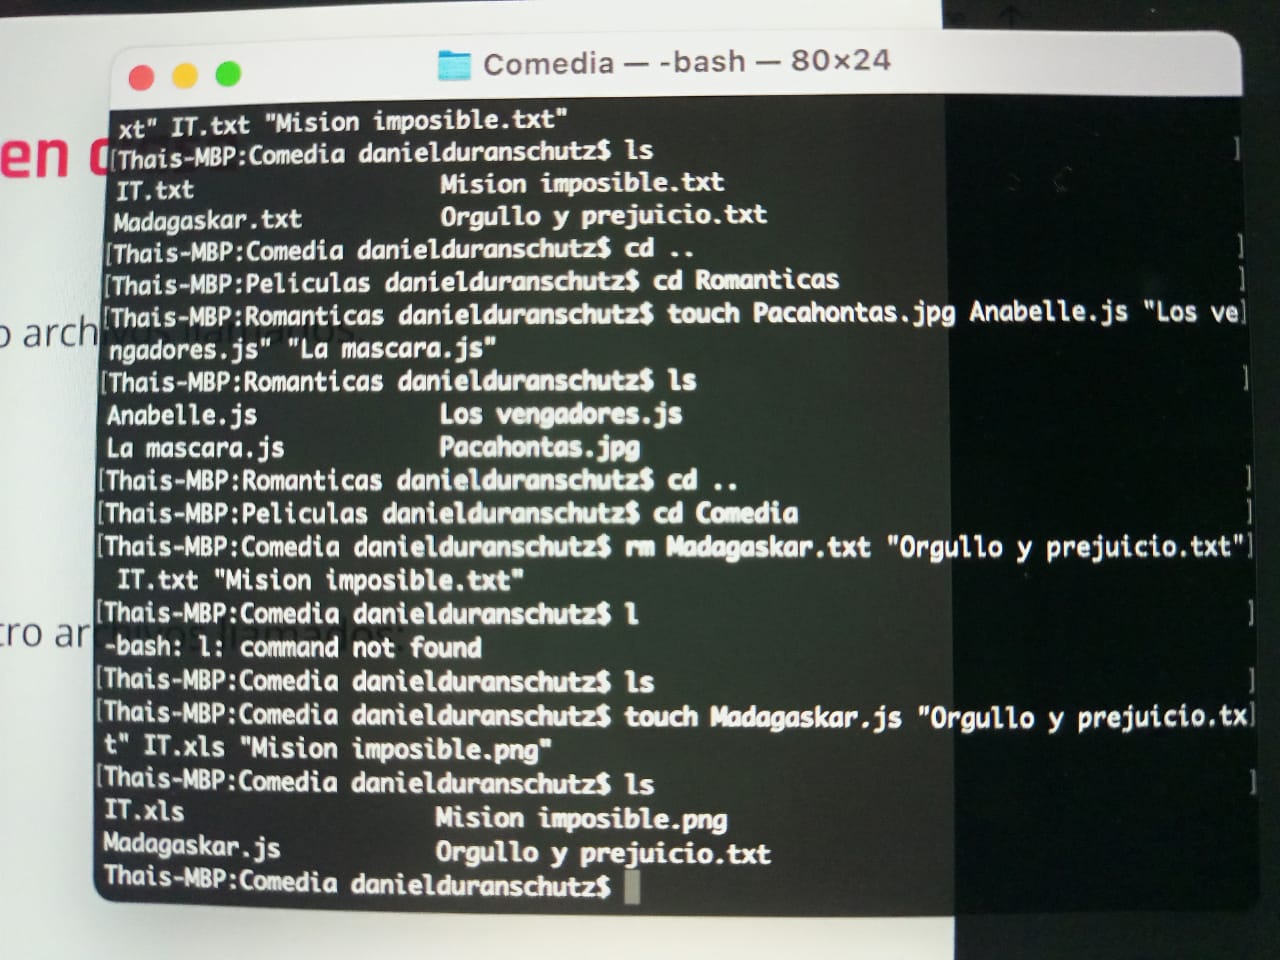 Comedia — -bash — 80×24
xt" IT.txt "Mision imposible.txt"
en
[Thais-MBP:Comedia danielduranschutz$ ls ]
IT.txt Mision imposible.txt
Madagaskar.txt Orgullo y prejuicio.txt
[Thais-MBP:Comedia danielduranschutz$ cd .. ]
[Thais-MBP:Peliculas danielduranschutz$ cd Romanticas ]
[Thais-MBP:Romanticas danielduranschutz$ touch Pacahontas.jpg Anabelle.js "Los ve]
ngadores.js" "La mascara.js"
[Thais-MBP:Romanticas danielduranschutz$ ls ]
Anabelle.js Los vengadores.js
La mascara.js Pacahontas.jpg
[Thais-MBP:Romanticas danielduranschutz$ cd .. ]
[Thais-MBP:Peliculas danielduranschutz$ cd Comedia ]
[Thais-MBP:Comedia danielduranschutz$ rm Madagaskar.txt "Orgullo y prejuicio.txt"]
IT.txt "Mision imposible.txt"
[Thais-MBP:Comedia danielduranschutz$ l ]
-bash: l: command not found
[Thais-MBP:Comedia danielduranschutz$ ls ]
[Thais-MBP:Comedia danielduranschutz$ touch Madagaskar.js "Orgullo y prejuicio.tx]
t" IT.xls "Mision imposible.png"
[Thais-MBP:Comedia danielduranschutz$ ls ]
IT.xls Mision imposible.png
Madagaskar.js Orgullo y prejuicio.txt
Thais-MBP:Comedia danielduranschutz$